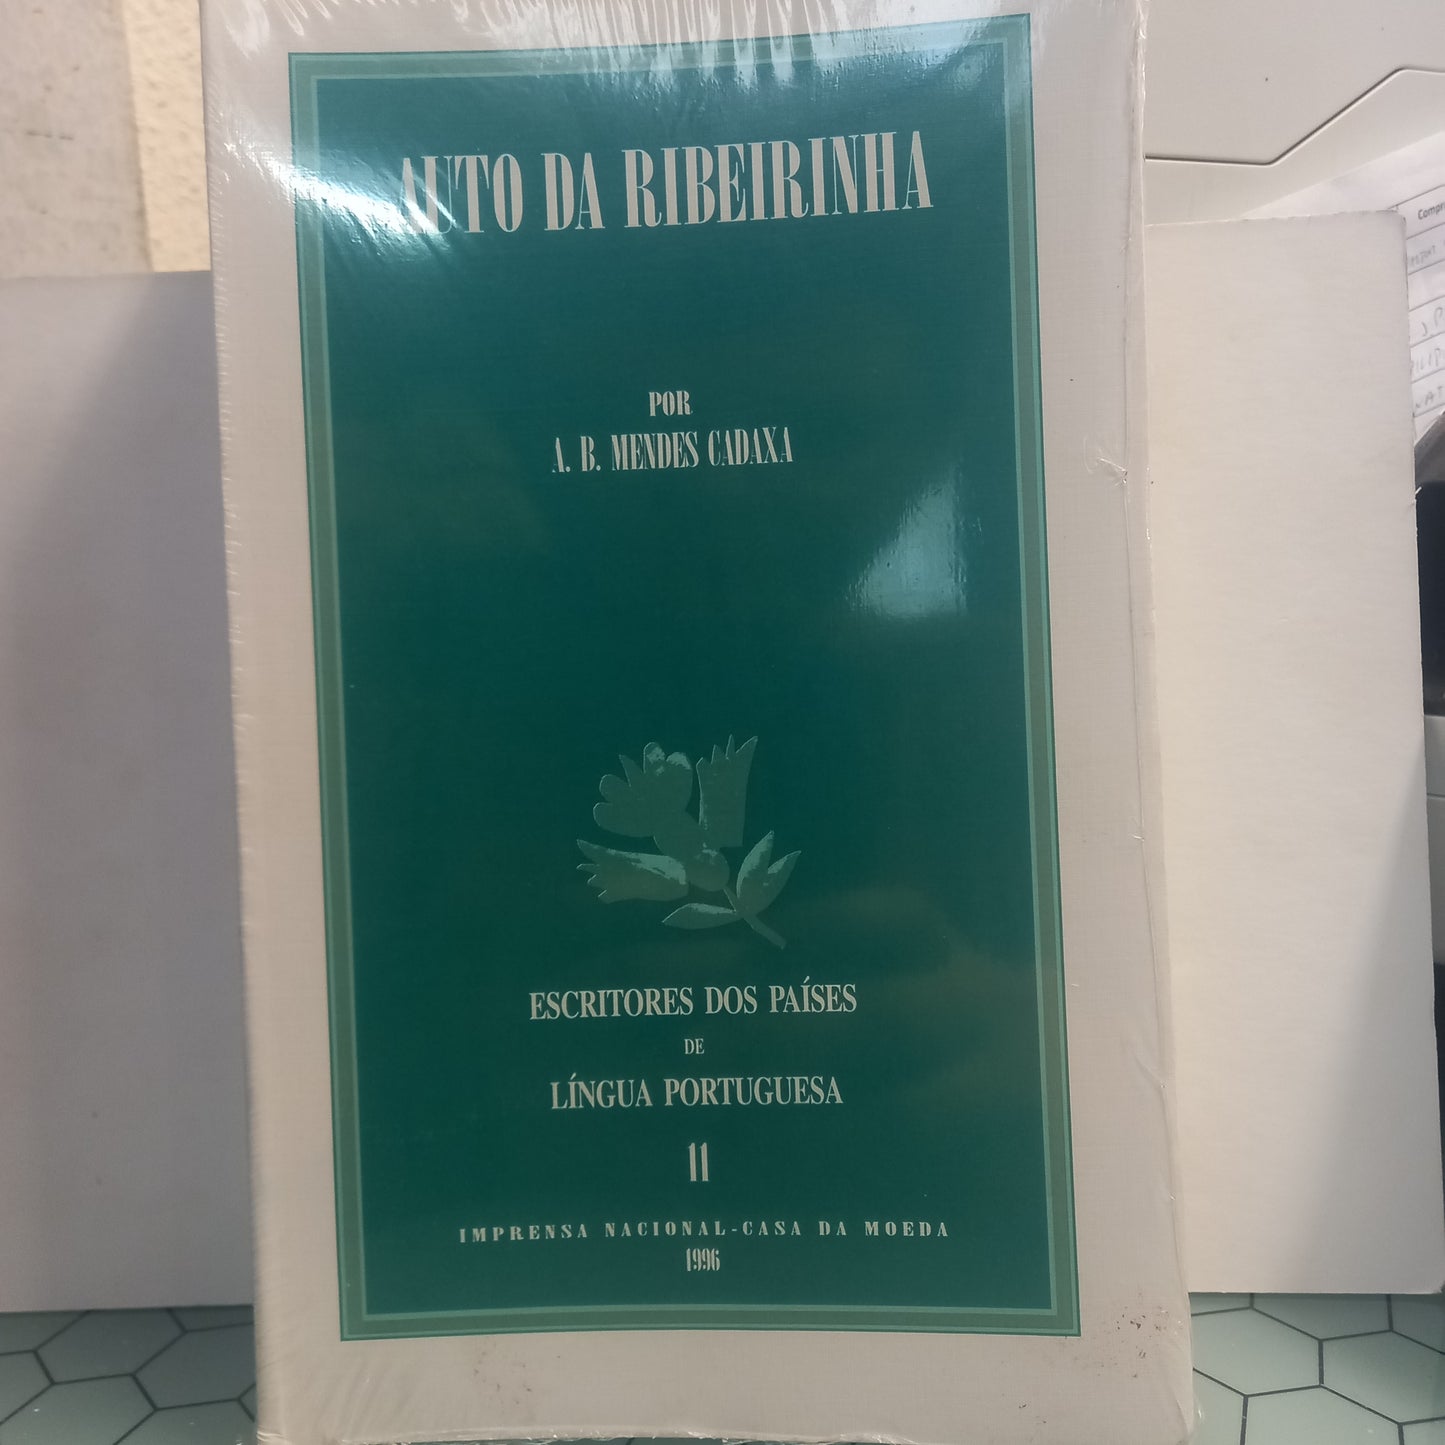 AUTO DA RIBEIRINHA
POR
A. B. MENDES CADAXA
ESCRITORES DOS PAÍSES
DE
LÍNGUA PORTUGUESA
11
IMPRENSA NACIONAL-CASA DA MOEDA
1996